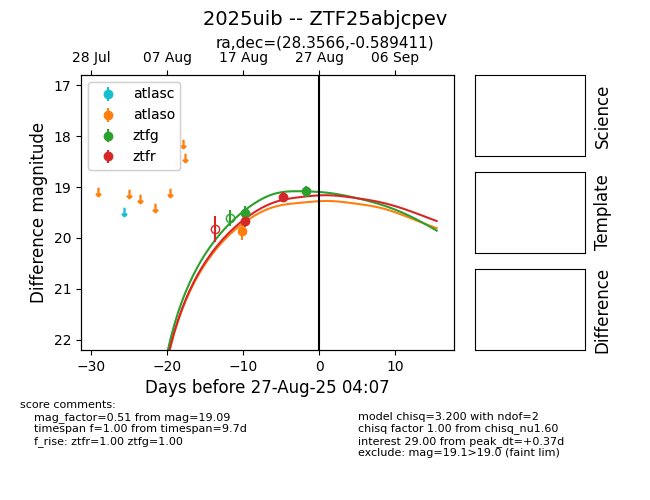 2025uib -- ZTF25abjcpev
ra,dec=(28.3566,-0.589411)
28 Jul 07 Aug 17 Aug 27 Aug 06 Sep
atlasc
atlaso
ztfg
ztfr
17
18
19
20
21
22
Difference magnitude
−30 −20 −10 0 10
Days before 27-Aug-25 04:07
Science
Template
Difference
score comments:
mag_factor=0.51 from mag=19.09
timespan f=1.00 from timespan=9.7d
f_rise: ztfr=1.00 ztfg=1.00
model chisq=3.200 with ndof=2
chisq factor 1.00 from chisq_nu1.60
interest 29.00 from peak_dt=+0.37d
exclude: mag=19.1>19.0 (faint lim)